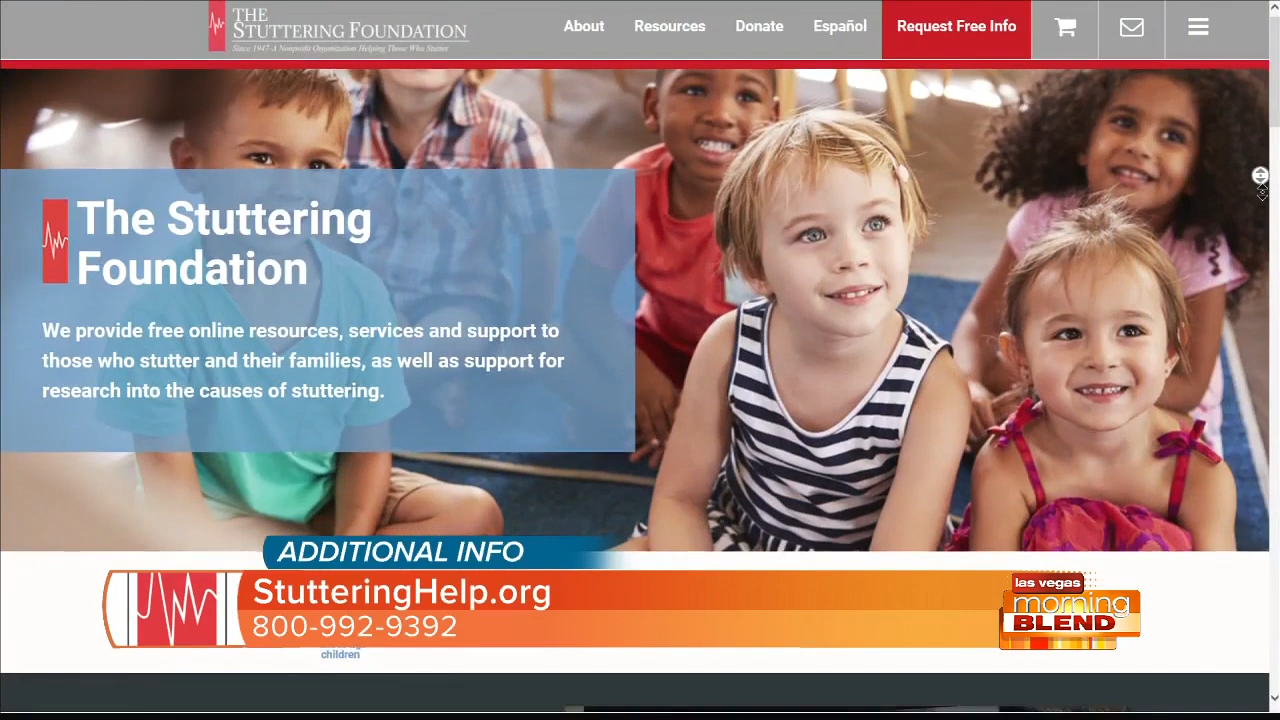 THE
STUTTERING FOUNDATION
Since 1947-A Nonprofit Organization Helping Those Who Stutter
About Resources Donate Español Request Free Info
The Stuttering
Foundation
We provide free online resources, services and support to
those who stutter and their families, as well as support for
research into the causes of stuttering.
ADDITIONAL INFO
StutteringHelp.org
800-992-9392
las vegas
morning
BLEND
children